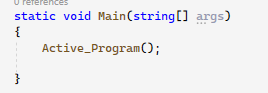 0 references
static void Main(string[] args)
{
Active_Program();
}